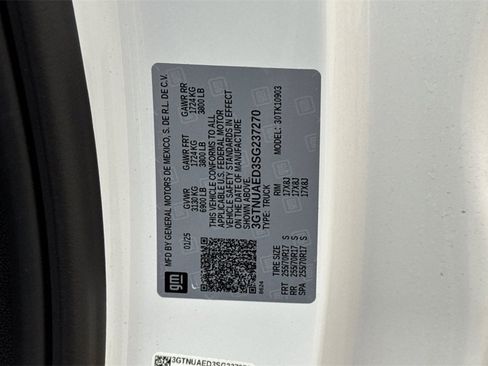 MFD BY GENERAL MOTORS DE MEXICO, S. DE R.L. DE C.V.
01/25 GVWR GAWR FRT GAWR RR
3130 KG 1724 KG 1724 KG
6900 LB 3800 LB 3800 LB
THIS VEHICLE CONFORMS TO ALL
APPLICABLE FEDERAL MOTOR
VEHICLE SAFETY STANDARDS IN EFFECT
ON THE DATE OF MANUFACTURE
SHOWN ABOVE.
3GTNUAED3SG237270
TYPE: TRUCK MODEL: 30TK10903
TIRE SIZE RIM
FRT 255/70R17 S 17X8J
RR 255/70R17 S 17X8J
SPA 255/70R17 S 17X8J
gm
8624